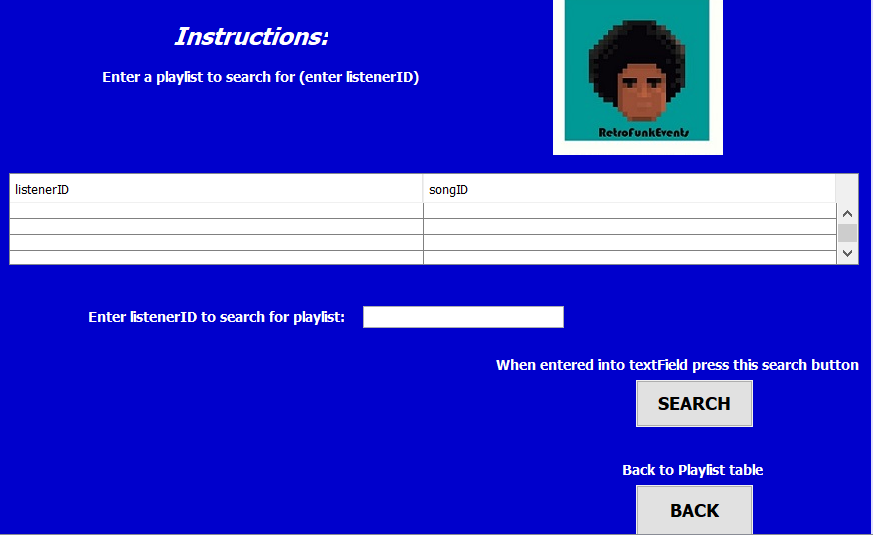 Instructions:
Enter a playlist to search for (enter listenerID)
RetroFunkEvents
listenerID songID
Enter listenerID to search for playlist:
When entered into textField press this search button
SEARCH
Back to Playlist table
BACK